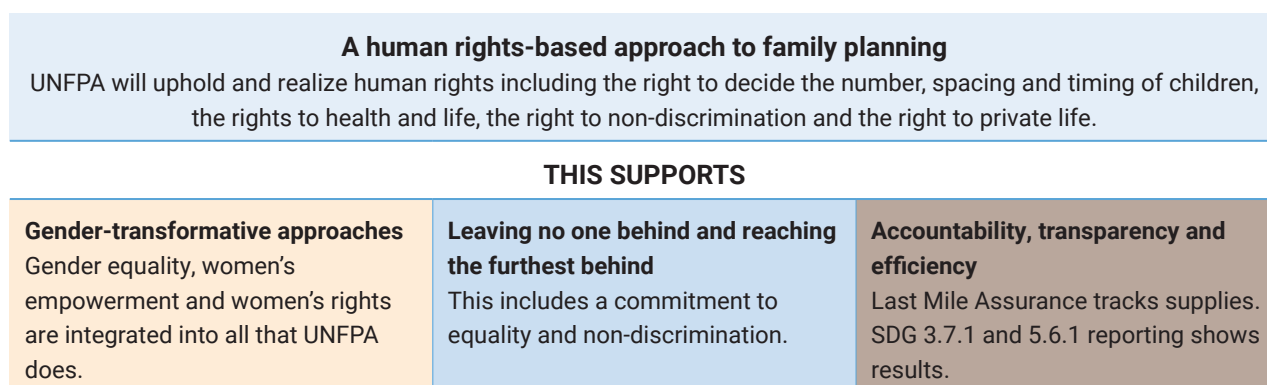 A human rights-based approach to family planning
UNFPA will uphold and realize human rights including the right to decide the number, spacing and timing of children,
the rights to health and life, the right to non-discrimination and the right to private life.
THIS SUPPORTS
Gender-transformative approaches
Gender equality, women’s
empowerment and women’s rights
are integrated into all that UNFPA
does.
Leaving no one behind and reaching
the furthest behind
This includes a commitment to
equality and non-discrimination.
Accountability, transparency and
efficiency
Last Mile Assurance tracks supplies.
SDG 3.7.1 and 5.6.1 reporting shows
results.